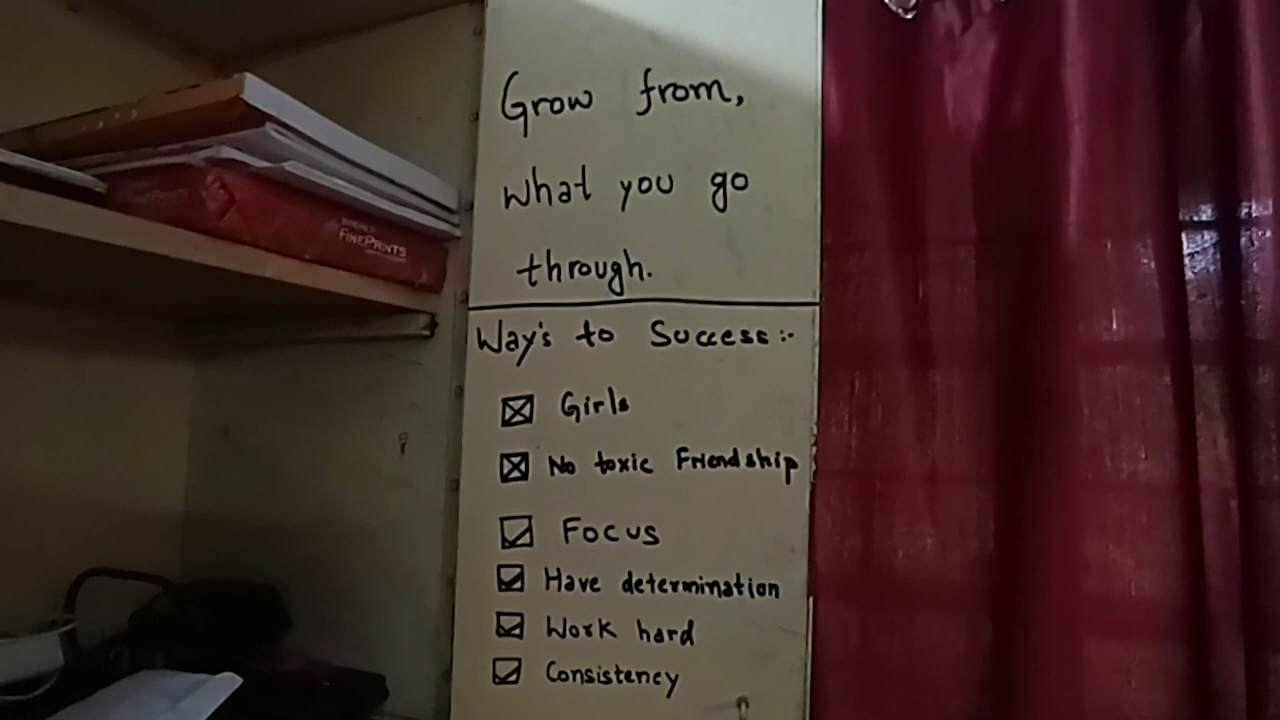 Grow from,
what you go
through.
Way's to Success:-
Girls
No toxic Friendship
Focus
Have determination
Work hard
Consistency
FINEPRINTS